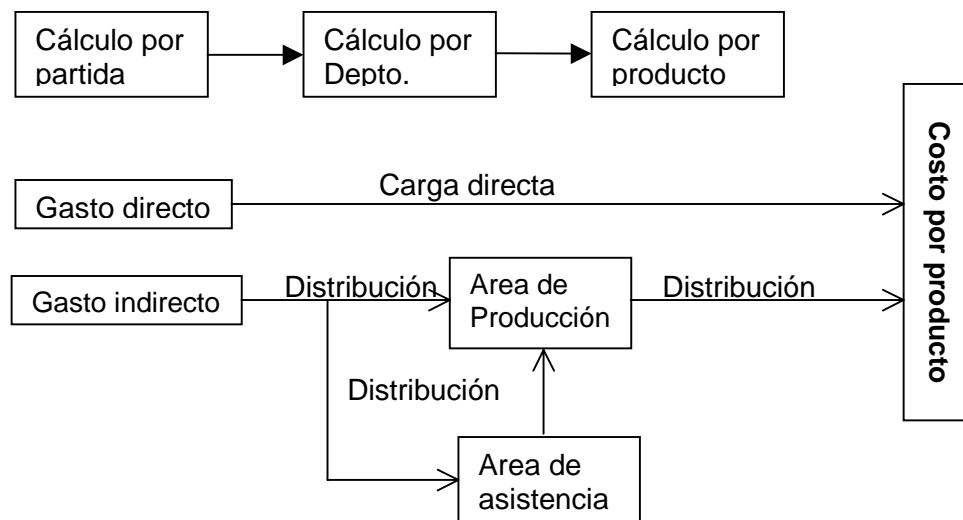 Cálculo por
partida
Cálculo por
Depto.
Cálculo por
producto
Costo por producto
Carga directa
Gasto directo
Gasto indirecto
Distribución
Area de
Producción
Distribución
Distribución
Area de
asistencia